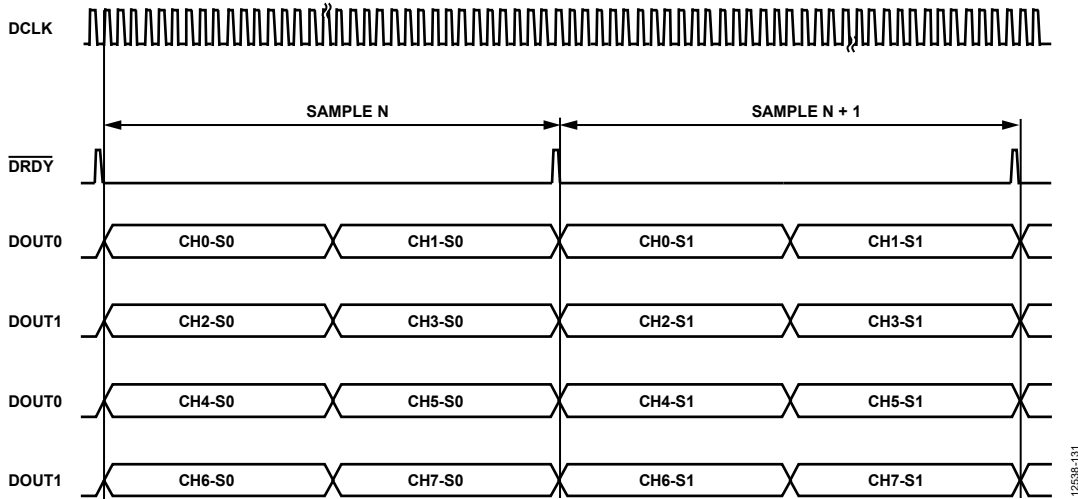 DCLK
SAMPLE N SAMPLE N + 1
DRDY
DOUT0 CH0-S0 CH1-S0 CH0-S1 CH1-S1
DOUT1 CH2-S0 CH3-S0 CH2-S1 CH3-S1
DOUT0 CH4-S0 CH5-S0 CH4-S1 CH5-S1
DOUT1 CH6-S0 CH7-S0 CH6-S1 CH7-S1
12538-131